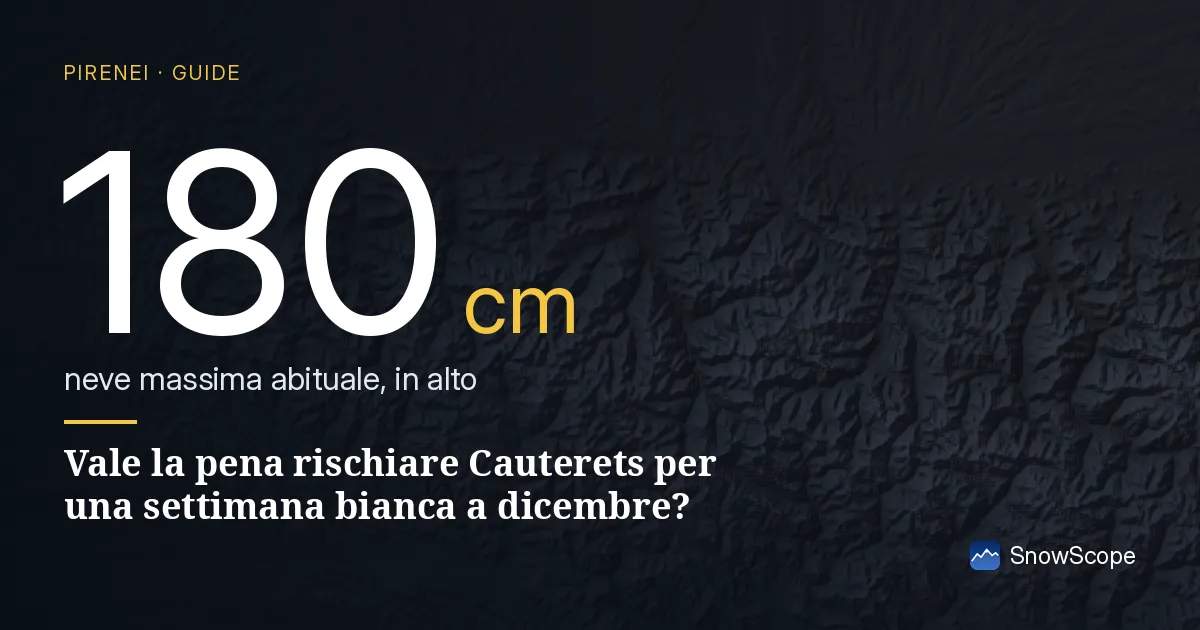 PIRENEI · GUIDE
180 cm
neve massima abituale, in alto
Vale la pena rischiare Cauterets per
una settimana bianca a dicembre?
SnowScope